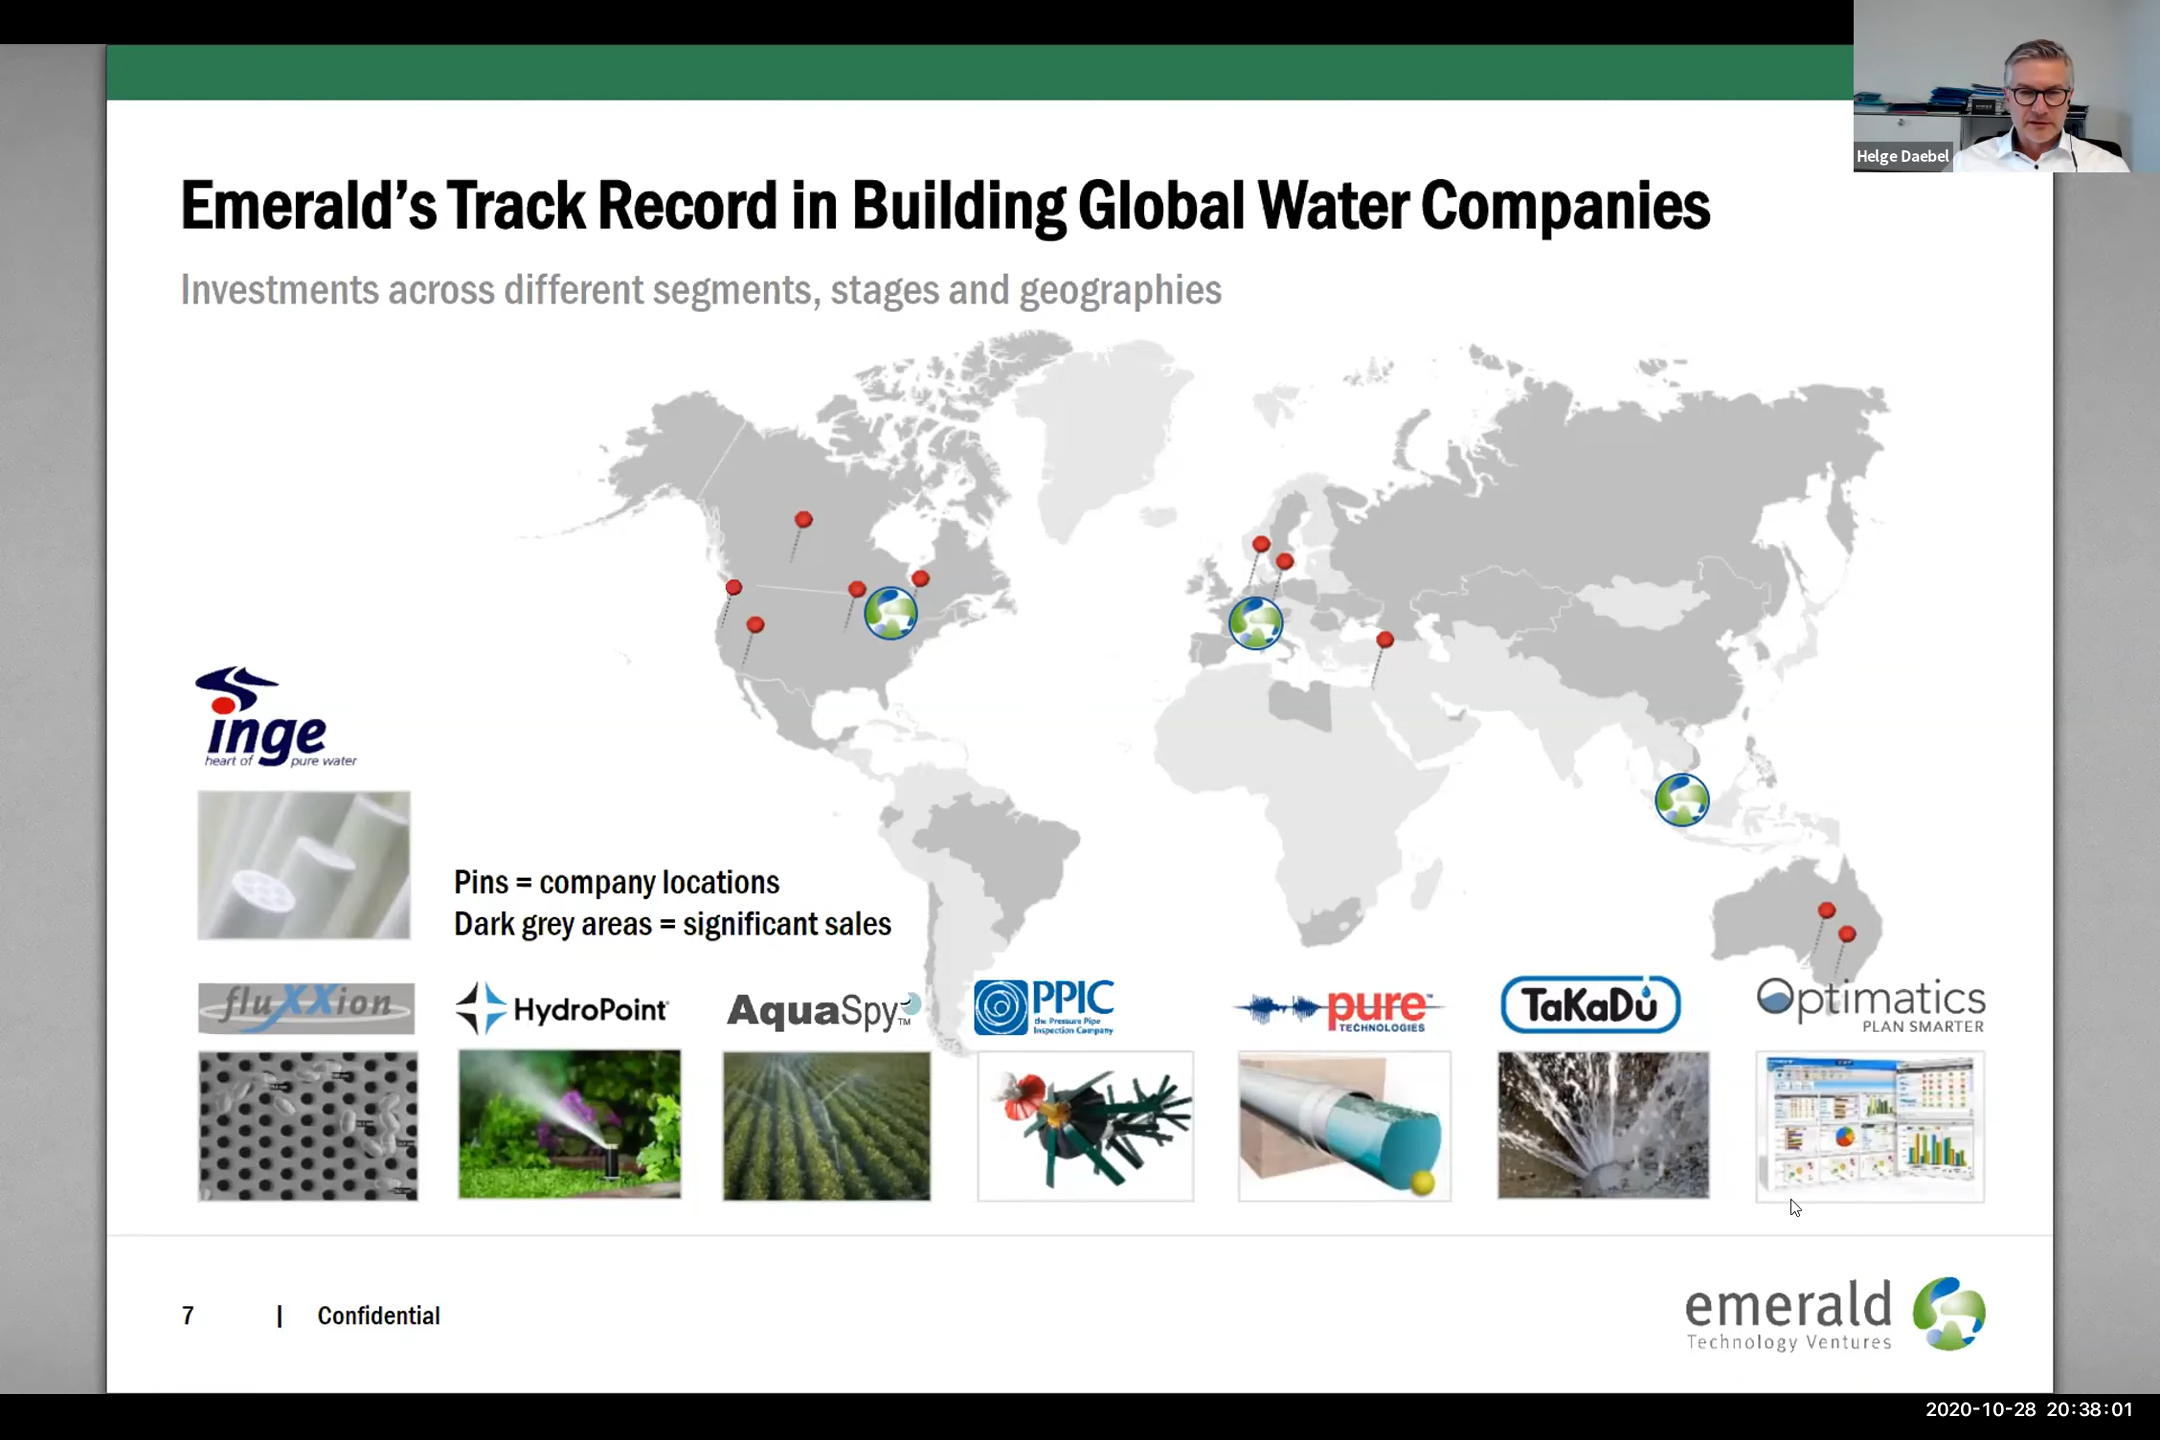 Helge Daebel
Emerald's Track Record in Building Global Water Companies
Investments across different segments, stages and geographies
inge
heart of pure water
Pins = company locations
Dark grey areas = significant sales
fluXXion
HydroPoint
AquaSpy™
PPIC
the Pressure Pipe
Inspection Company
pure™
TECHNOLOGIES
TaKaDu
Optimatics
PLAN SMARTER
7 | Confidential
emerald
Technology Ventures
2020-10-28 20:38:01